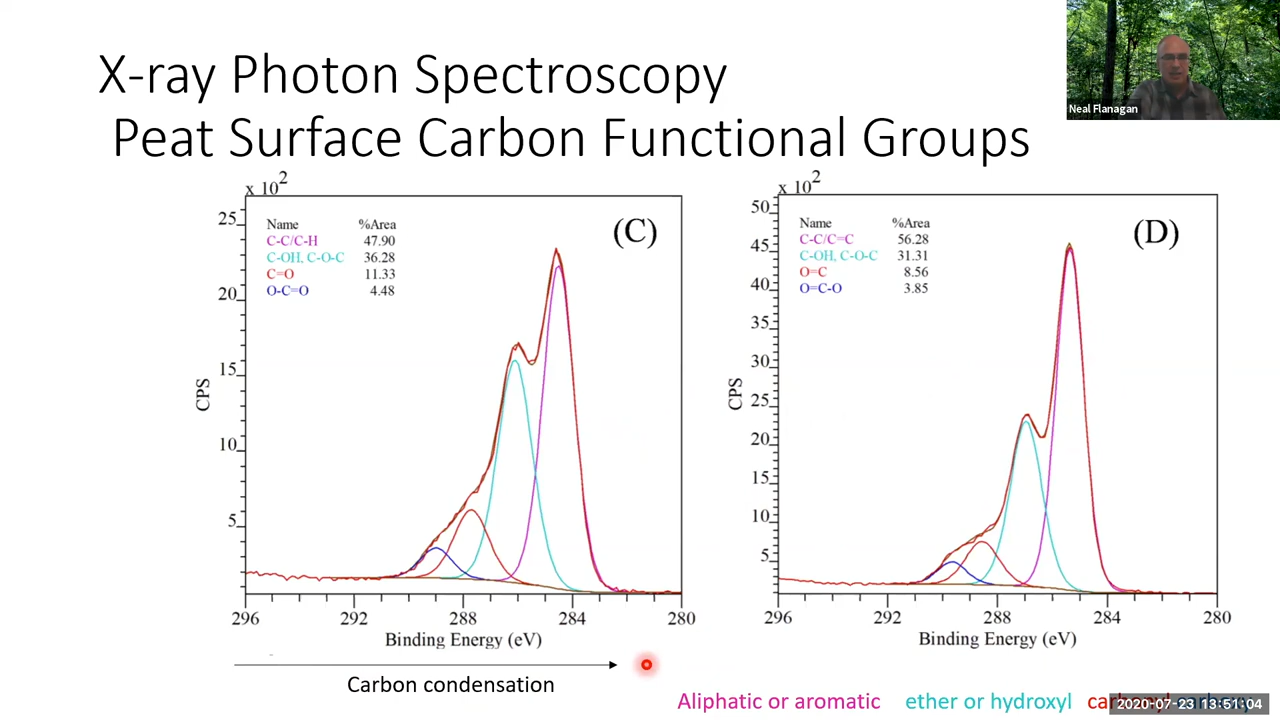 X-ray Photon Spectroscopy
Peat Surface Carbon Functional Groups
Neal Flanagan
x 10²
25
20
15
10
5
Name %Area
C-C/C-H 47.90
C-OH, C-O-C 36.28
C=O 11.33
O-C=O 4.48
(C)
CPS
296 292 288 284 280
Binding Energy (eV)
x 10²
50
45
40
35
30
25
20
15
10
5
Name %Area
C-C/C=C 56.28
C-OH, C-O-C 31.31
O=C 8.56
O=C-O 3.85
(D)
CPS
296 292 288 284 280
Binding Energy (eV)
Carbon condensation
Aliphatic or aromatic ether or hydroxyl
2020-07-23 13:51:04